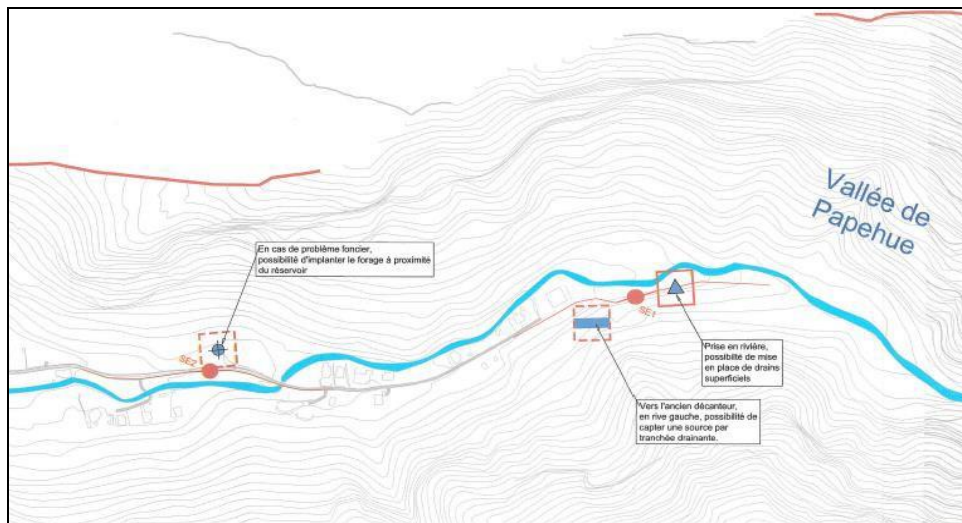 Vallée de
Papehue
En cas de problème foncier,
possibilité d'implanter le forage à proximité
du réservoir
SE2
SE1
Prise en rivière,
possibilté de mise
en place de drains
superficiels
Vers l'ancien décanteur,
en rive gauche, possibilité de
capter une source par
tranchée drainante.